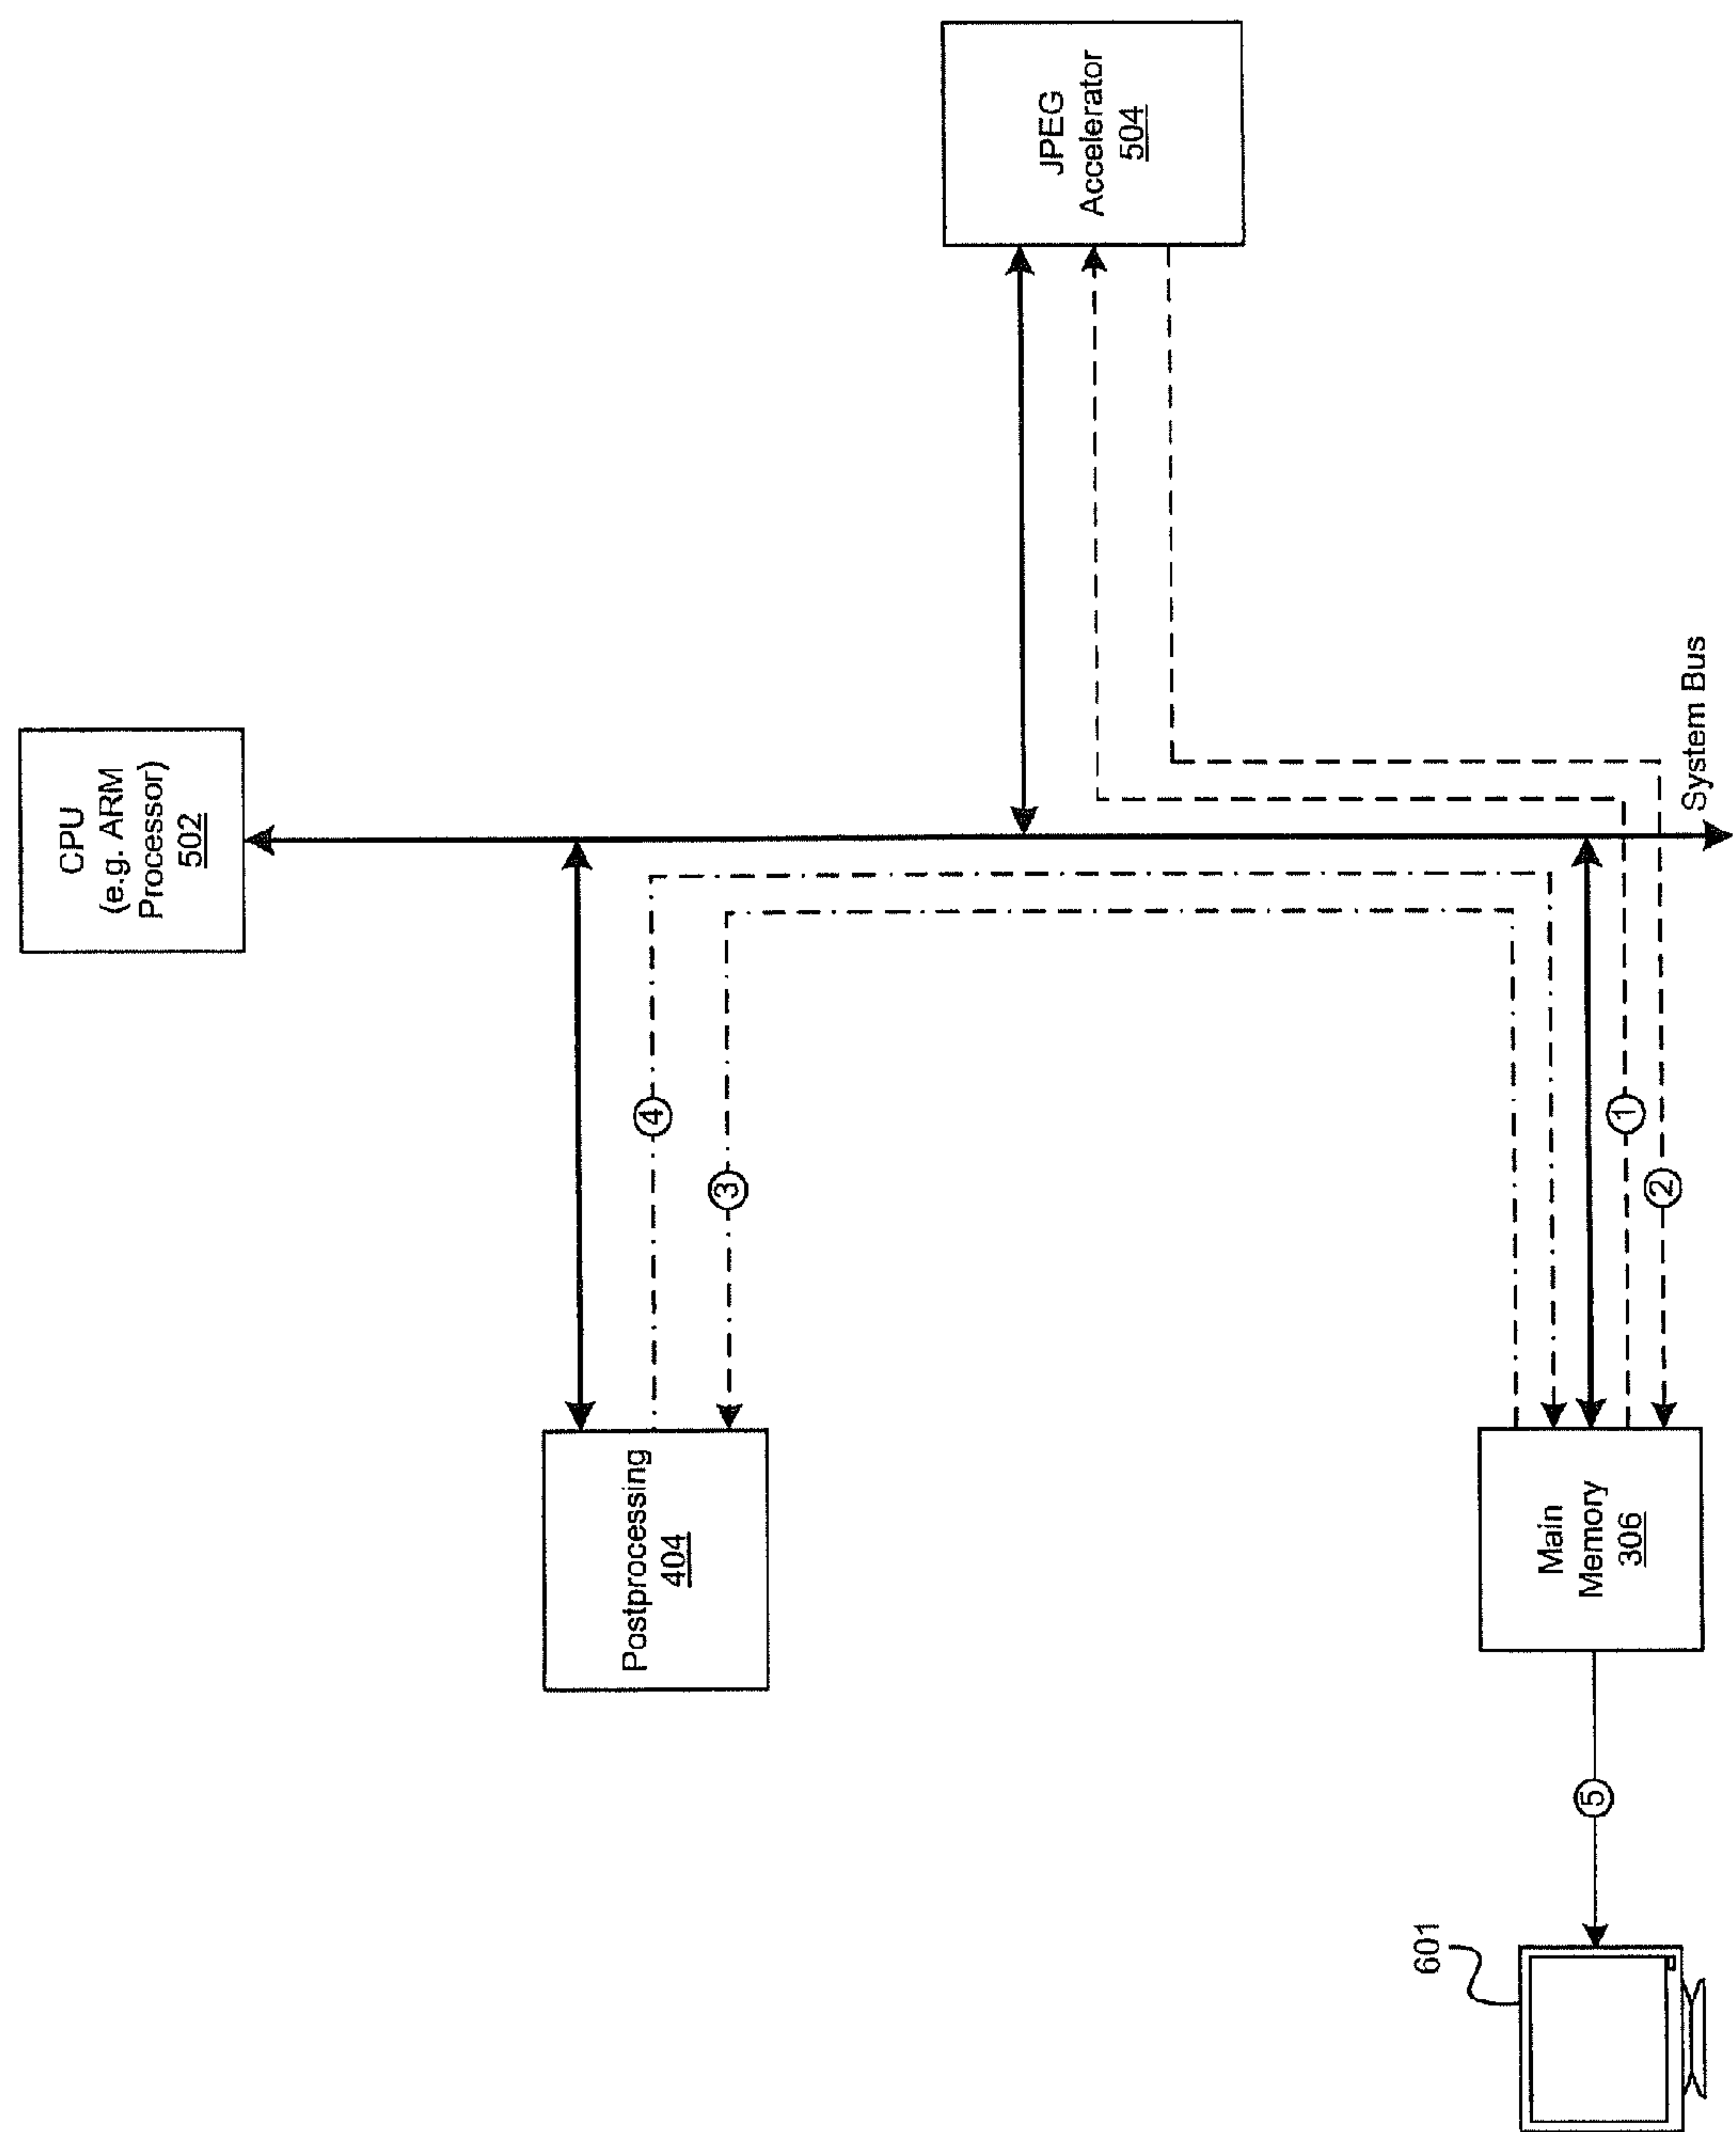 CPU
(e.g. ARM
Processor)
502
JPEG
Accelerator
504
System Bus
4
3
1
2
Postprocessing
404
Main
Memory
306
5
601